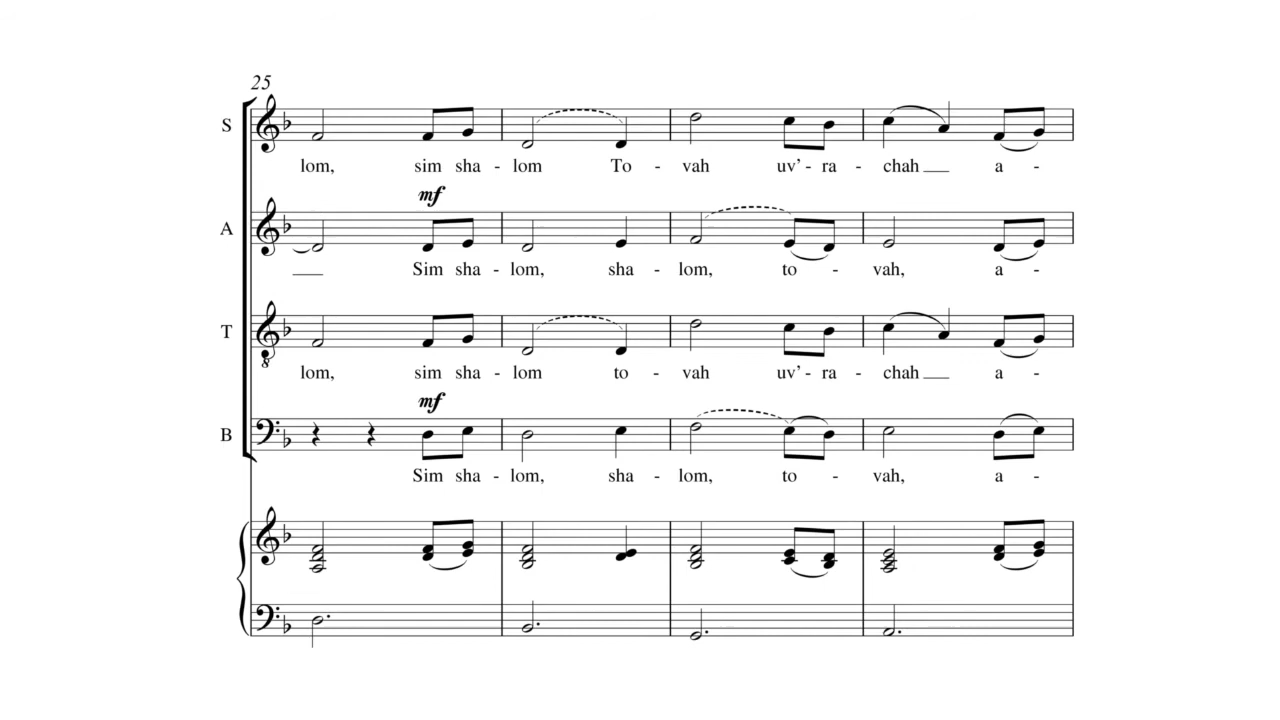 25
S
lom, sim sha - lom To - vah uv’ - ra - chah a -
mf
A
Sim sha - lom, sha - lom, to - vah, a -
T
lom, sim sha - lom to - vah uv’ - ra - chah a -
8
mf
B
Sim sha - lom, sha - lom, to - vah, a -